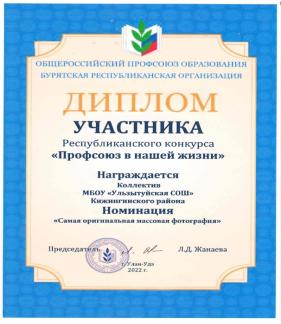 ОБЩЕРОССИЙСКИЙ ПРОФСОЮЗ ОБРАЗОВАНИЯ
БУРЯТСКАЯ РЕСПУБЛИКАНСКАЯ ОРГАНИЗАЦИЯ
ДИПЛОМ
УЧАСТНИКА
Республиканского конкурса
«Профсоюз в нашей жизни»
Награждается
Коллектив
МБОУ «Ульзытуйская СОШ»
Кижингинского района
Номинация
«Самая оригинальная массовая фотография»
Председатель Л.Д. Жанаева
г. Улан-Удэ
2022 г.